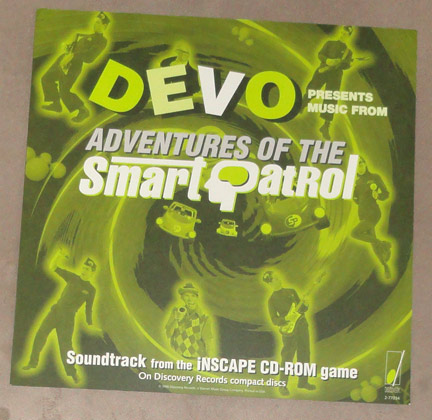 DEVO
PRESENTS
MUSIC FROM
ADVENTURES OF THE
Smart Patrol
SP
Soundtrack from the iNSCAPE CD-ROM game
On Discovery Records compact discs